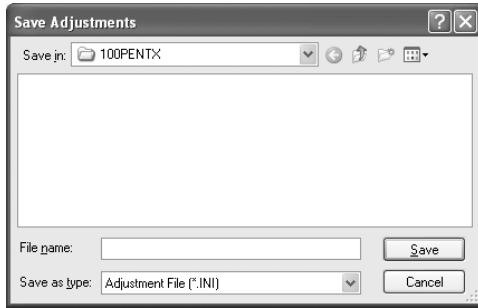 Save Adjustments
Save in: 100PENTX
File name: Save
Save as type: Adjustment File (*.INI) Cancel